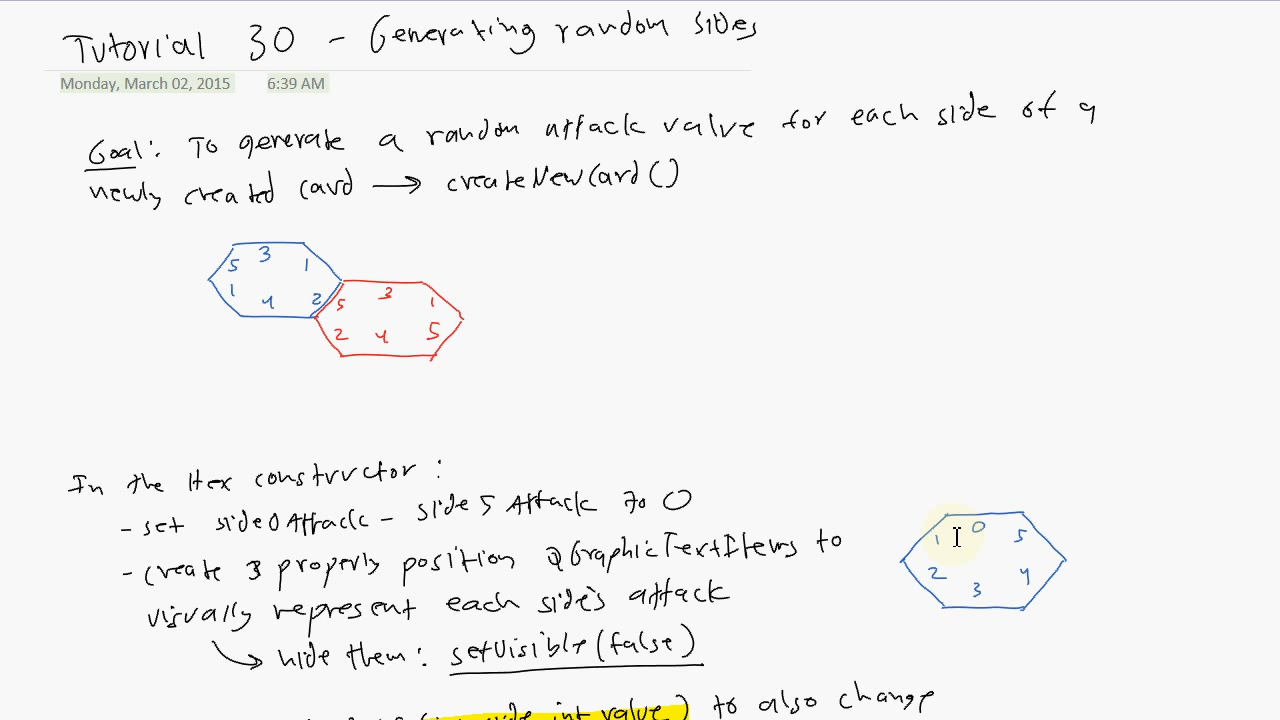 Tutorial 30 - Generating random sides
Monday, March 02, 2015 6:39 AM
Goal: To generate a random attack value for each side of a
newly created card → createNewCard()
5 3 1
1 4 2
5 3 1
2 4 5
In the Hex constructor:
- set side0Attack - side5Attack to 0
- create & properly position QGraphicTextItems to
visually represent each side's attack
↳ hide them: setVisible(false)
1 0 5
2 3 4
int value) to also change